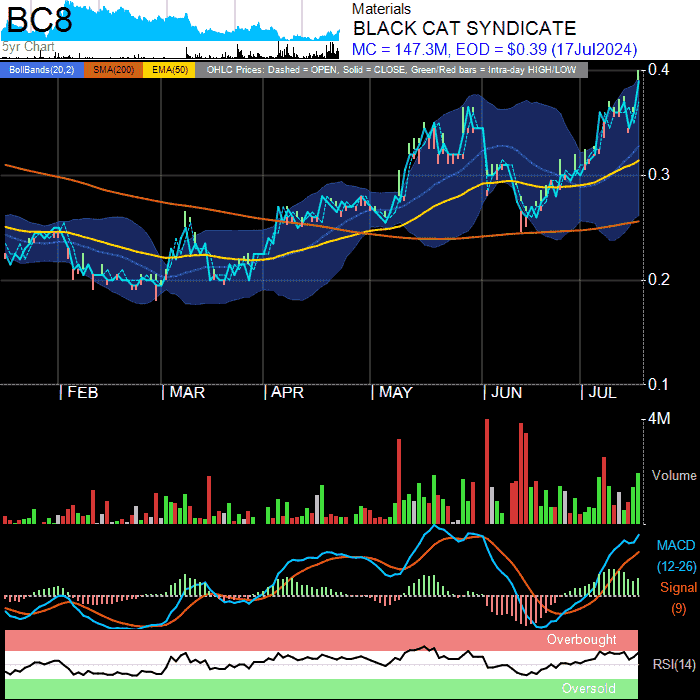 BC8
5yr Chart
Materials
BLACK CAT SYNDICATE
MC = 147.3M, EOD = $0.39 (17Jul2024)
BollBands(20,2) SMA(200) EMA(50) OHLC Prices: Dashed = OPEN, Solid = CLOSE, Green/Red bars = Intra-day HIGH/LOW
0.4
0.3
0.2
0.1
FEB MAR APR MAY JUN JUL
4M
Volume
MACD
(12-26)
Signal
(9)
Overbought
RSI(14)
Oversold